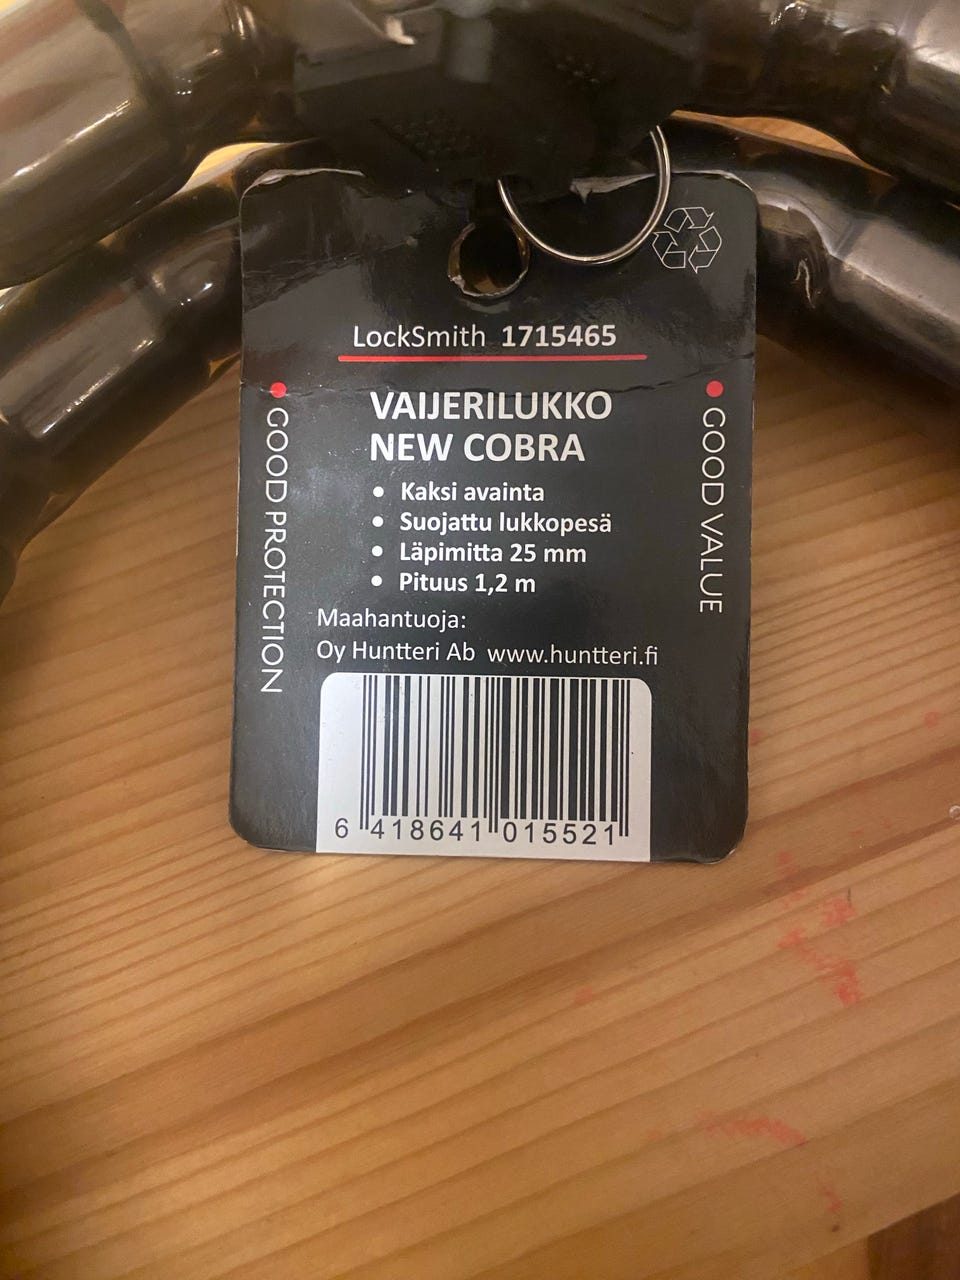 LockSmith 1715465
GOOD PROTECTION
VAIJERILUKKO
NEW COBRA
• Kaksi avainta
• Suojattu lukkopesä
• Läpimitta 25 mm
• Pituus 1,2 m
Maahantuoja:
Oy Huntteri Ab www.huntteri.fi
GOOD VALUE
6 418641 015521